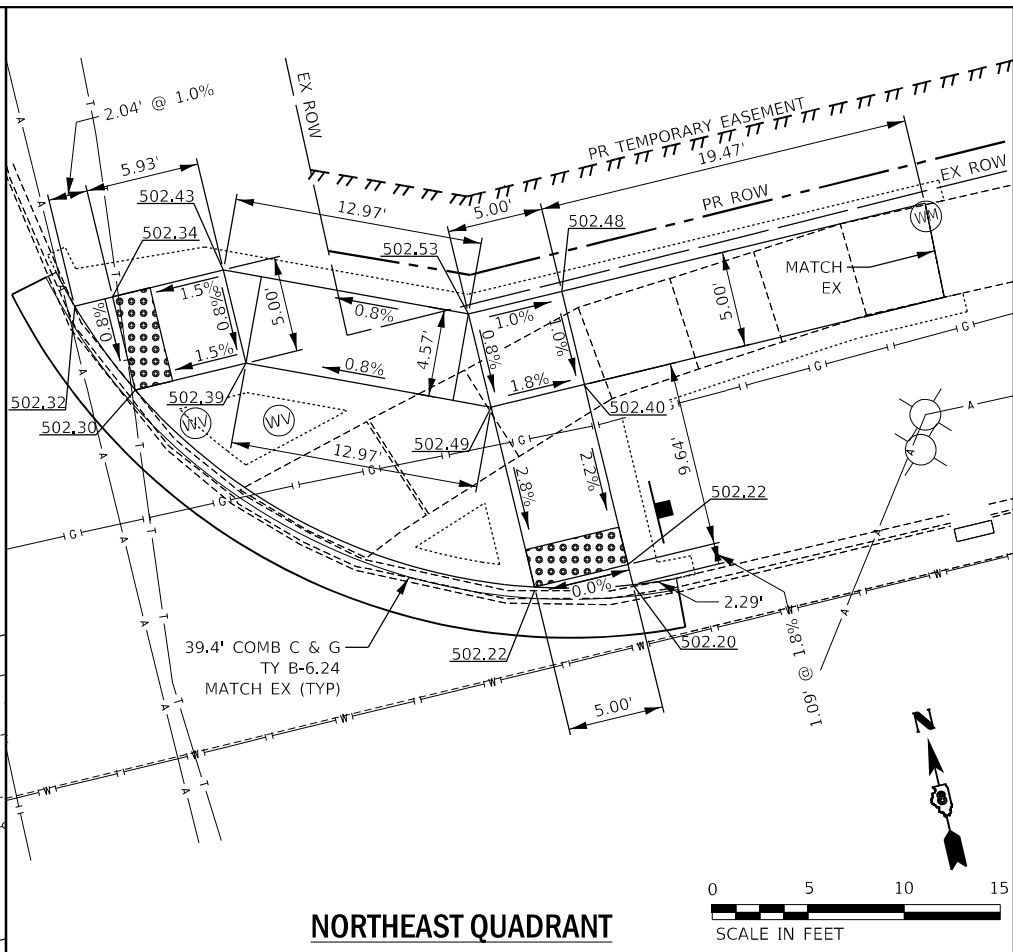 2.04' @ 1.0%
EX ROW
PR TEMPORARY EASEMENT
19.47'
5.93'
502.43
12.97'
5.00'
PR ROW
EX ROW
WM
502.34
502.53
502.48
MATCH
EX
1.5%
0.8%
0.8%
5.00'
0.8%
1.0%
5.00'
1.5%
0.8%
4.57'
0.8%
1.0%
1.8%
502.32
502.30
502.39
WV
WV
502.49
502.40
12.97'
2.8%
2.2%
9.64'
502.22
0.0%
2.29'
39.4' COMB C & G
TY B-6.24
MATCH EX (TYP)
502.22
502.20
1.09' @ 1.8%
5.00'
N
A
A
T
T
A
A
T
T
G
G
G
G
G
G
A
A
A
W
W
W
W
W
W
W
0 5 10 15
SCALE IN FEET
NORTHEAST QUADRANT